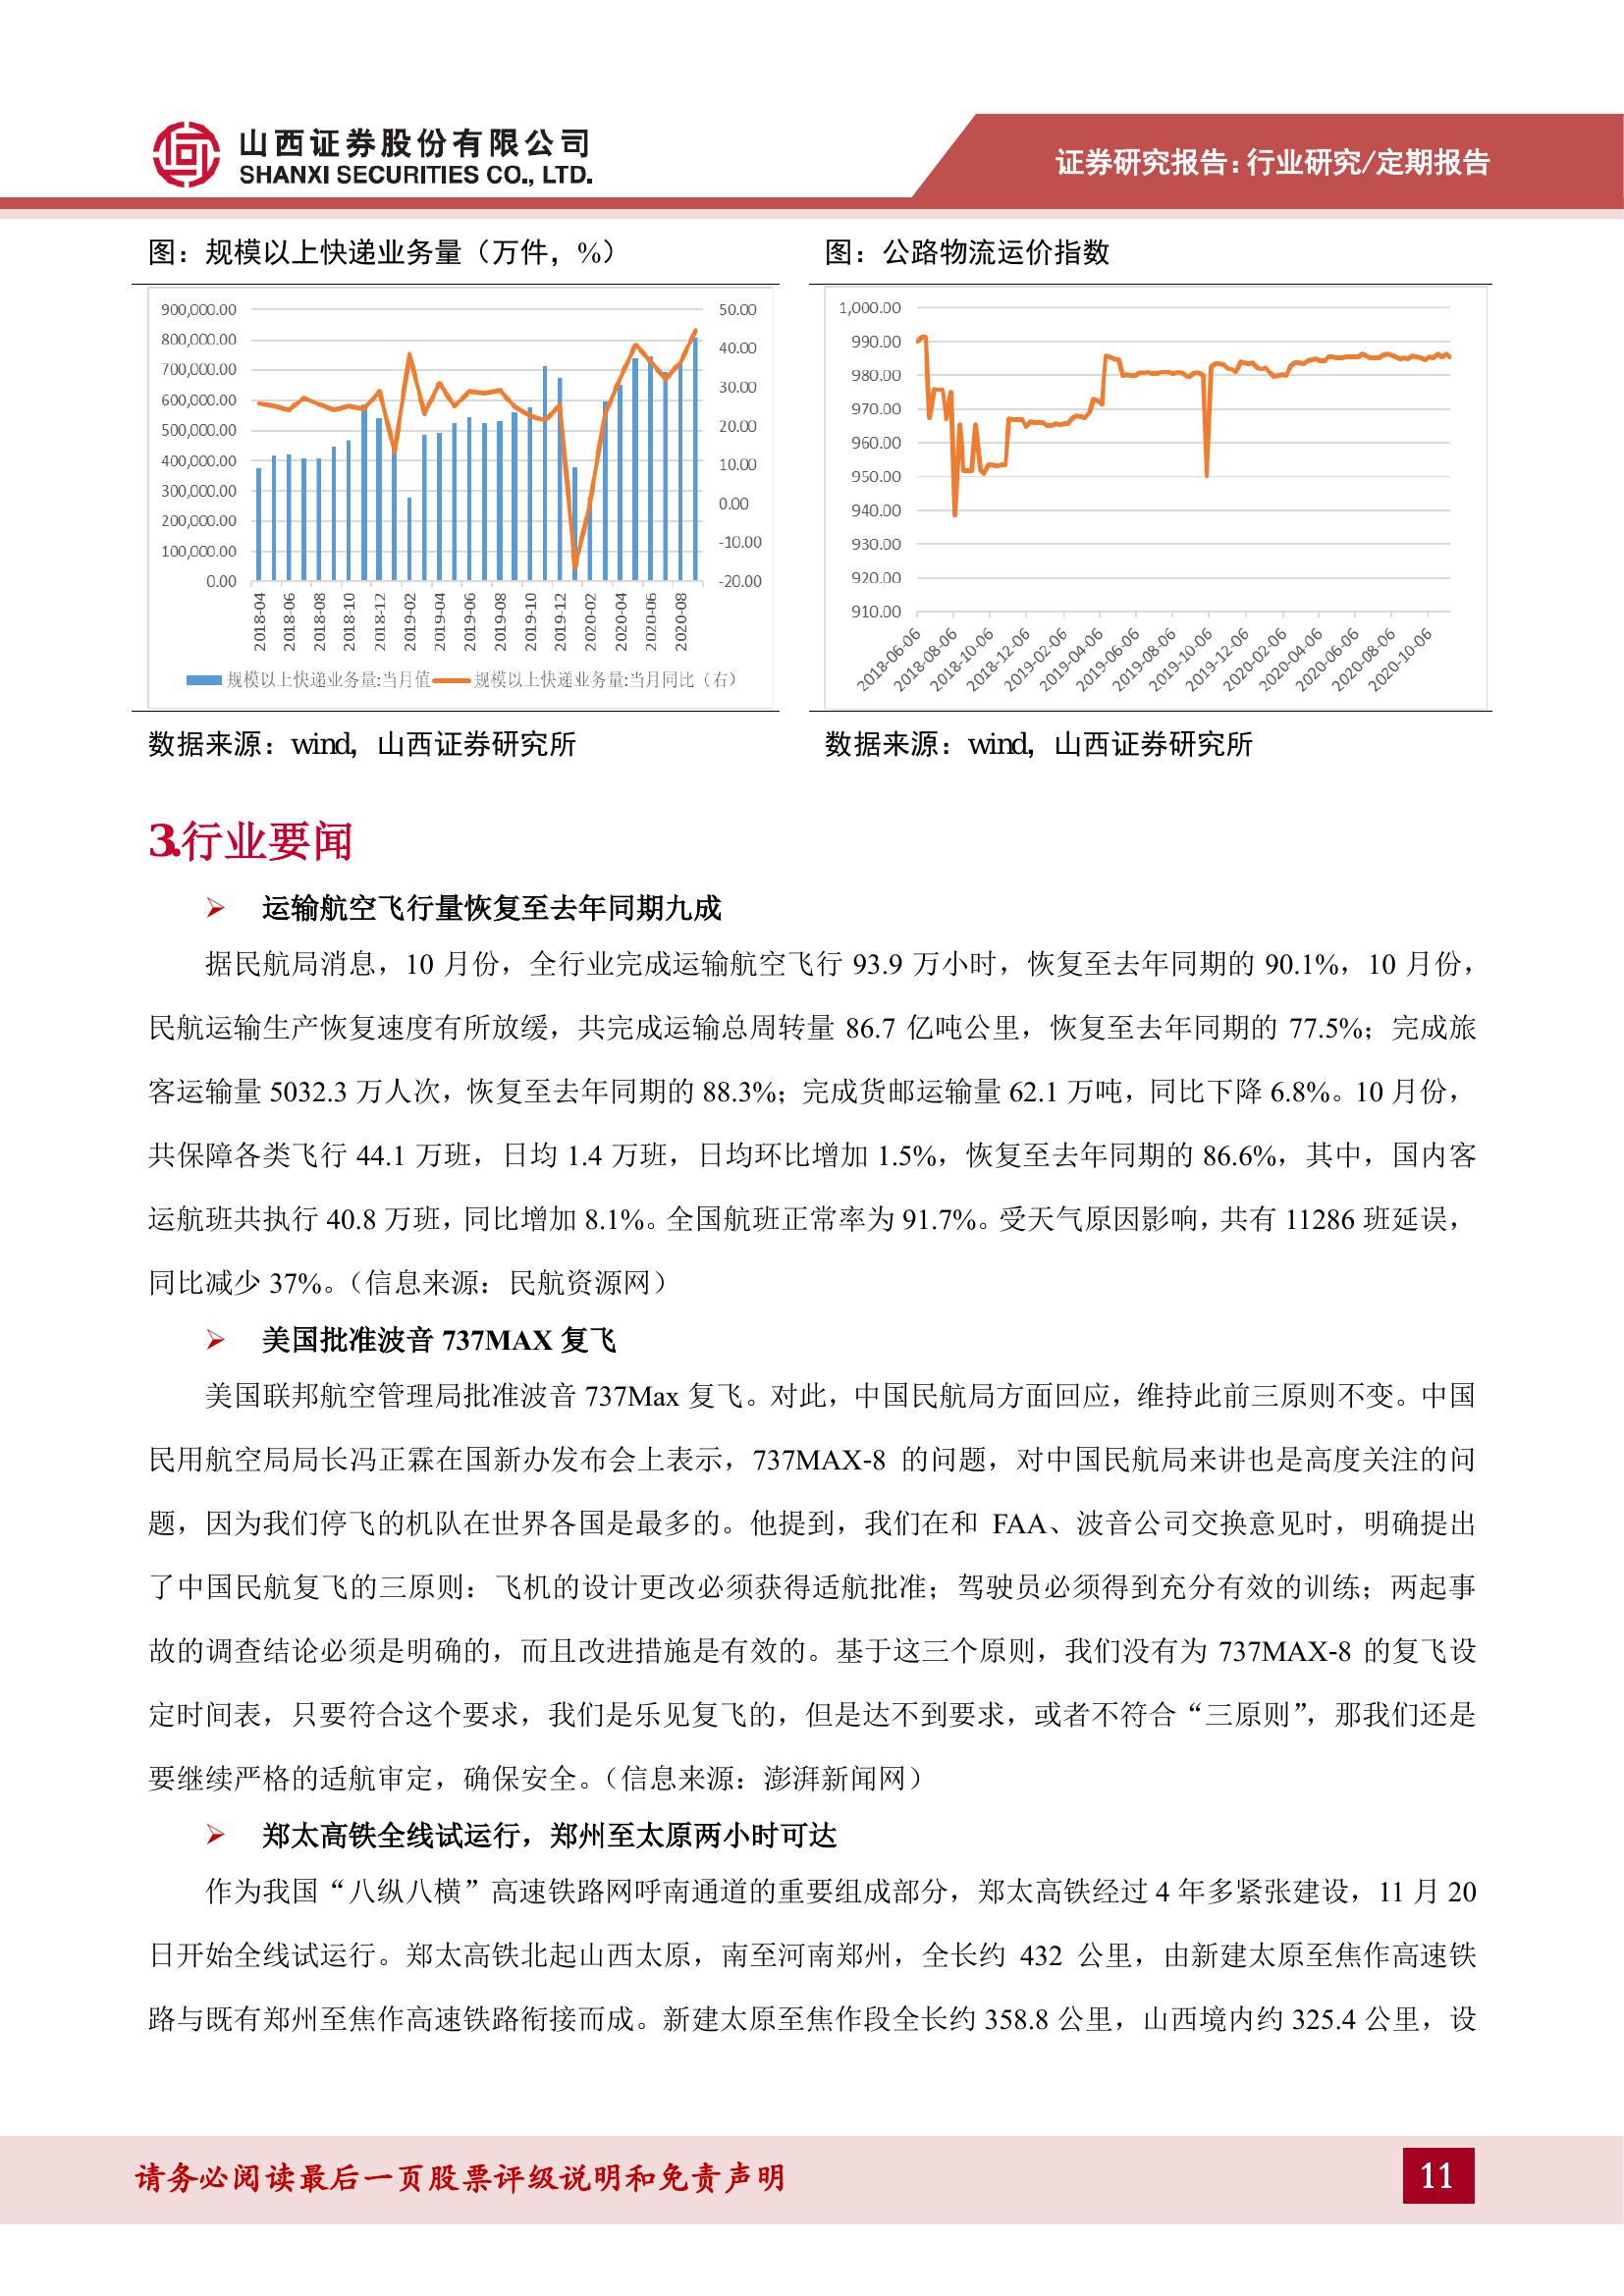 山西证券股份有限公司
SHANXI SECURITIES CO., LTD.
证券研究报告：行业研究/定期报告
图：规模以上快递业务量（万件，%）
900,000.00
800,000.00
700,000.00
600,000.00
500,000.00
400,000.00
300,000.00
200,000.00
100,000.00
0.00
50.00
40.00
30.00
20.00
10.00
0.00
-10.00
-20.00
2018-04
2018-06
2018-08
2018-10
2018-12
2019-02
2019-04
2019-06
2019-08
2019-10
2019-12
2020-02
2020-04
2020-06
2020-08
规模以上快递业务量:当月值
规模以上快递业务量:当月同比（右）
数据来源：wind，山西证券研究所
图：公路物流运价指数
1,000.00
990.00
980.00
970.00
960.00
950.00
940.00
930.00
920.00
910.00
2018-06-06
2018-08-06
2018-10-06
2018-12-06
2019-02-06
2019-04-06
2019-06-06
2019-08-06
2019-10-06
2019-12-06
2020-02-06
2020-04-06
2020-06-06
2020-08-06
2020-10-06
数据来源：wind，山西证券研究所
3.行业要闻
运输航空飞行量恢复至去年同期九成
据民航局消息，10 月份，全行业完成运输航空飞行 93.9 万小时，恢复至去年同期的 90.1%，10 月份，
民航运输生产恢复速度有所放缓，共完成运输总周转量 86.7 亿吨公里，恢复至去年同期的 77.5%；完成旅
客运输量 5032.3 万人次，恢复至去年同期的 88.3%；完成货邮运输量 62.1 万吨，同比下降 6.8%。10 月份，
共保障各类飞行 44.1 万班，日均 1.4 万班，日均环比增加 1.5%，恢复至去年同期的 86.6%，其中，国内客
运航班共执行 40.8 万班，同比增加 8.1%。全国航班正常率为 91.7%。受天气原因影响，共有 11286 班延误，
同比减少 37%。（信息来源：民航资源网）
美国批准波音 737MAX 复飞
美国联邦航空管理局批准波音 737Max 复飞。对此，中国民航局方面回应，维持此前三原则不变。中国
民用航空局局长冯正霖在国新办发布会上表示，737MAX-8 的问题，对中国民航局来讲也是高度关注的问
题，因为我们停飞的机队在世界各国是最多的。他提到，我们在和 FAA、波音公司交换意见时，明确提出
了中国民航复飞的三原则：飞机的设计更改必须获得适航批准；驾驶员必须得到充分有效的训练；两起事
故的调查结论必须是明确的，而且改进措施是有效的。基于这三个原则，我们没有为 737MAX-8 的复飞设
定时间表，只要符合这个要求，我们是乐见复飞的，但是达不到要求，或者不符合“三原则”，那我们还是
要继续严格的适航审定，确保安全。（信息来源：澎湃新闻网）
郑太高铁全线试运行，郑州至太原两小时可达
作为我国“八纵八横”高速铁路网呼南通道的重要组成部分，郑太高铁经过 4 年多紧张建设，11 月 20
日开始全线试运行。郑太高铁北起山西太原，南至河南郑州，全长约 432 公里，由新建太原至焦作高速铁
路与既有郑州至焦作高速铁路衔接而成。新建太原至焦作段全长约 358.8 公里，山西境内约 325.4 公里，设
请务必阅读最后一页股票评级说明和免责声明
11